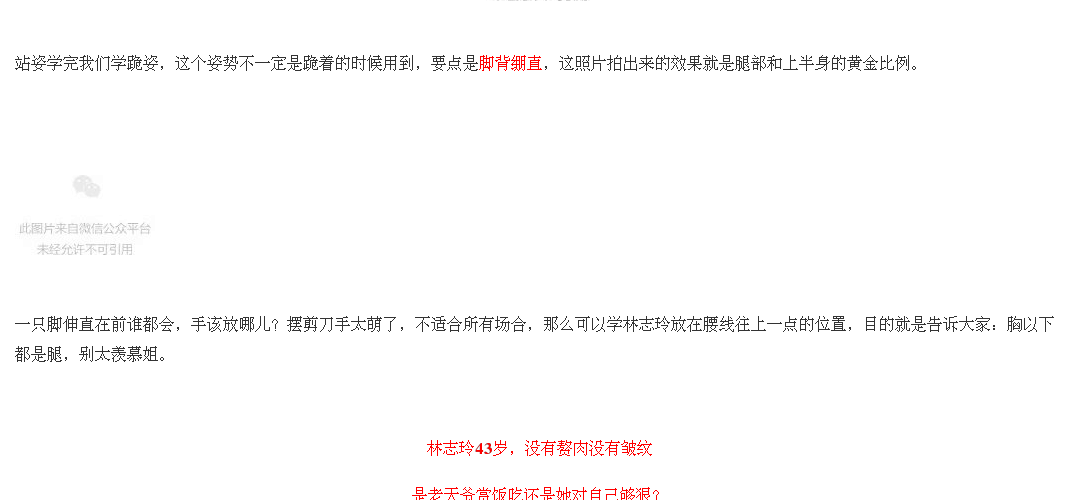 站姿学完我们学跪姿，这个姿势不一定是跪着的时候用到，要点是脚背绷直，这照片拍出来的效果就是腿部和上半身的黄金比例。
此图片来自微信公众平台
未经允许不可引用
一只脚伸直在前谁都会，手该放哪儿？摆剪刀手太萌了，不适合所有场合，那么可以学林志玲放在腰线往上一点的位置，目的就是告诉大家：胸以下
都是腿，别太羡慕姐。
林志玲43岁，没有赘肉没有皱纹
是老天爷赏饭吃还是她对自己够狠？